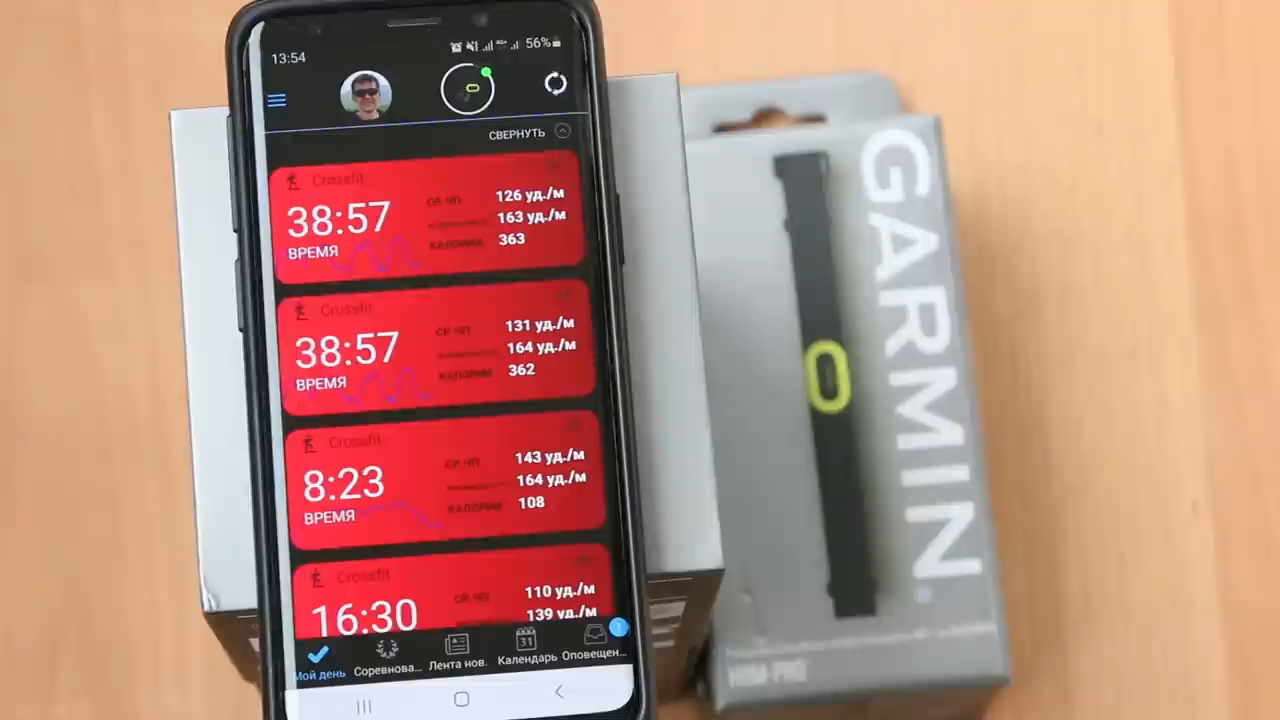 13:54
4G+
56%
СВЕРНУТЬ
Crossfit
38:57
ВРЕМЯ
СР. ЧП
126 уд./м
163 уд./м
КАЛОРИИ
363
Crossfit
38:57
ВРЕМЯ
СР. ЧП
131 уд./м
164 уд./м
КАЛОРИИ
362
Crossfit
8:23
ВРЕМЯ
СР. ЧП
143 уд./м
164 уд./м
КАЛОРИИ
108
Crossfit
16:30
СР. ЧП
110 уд./м
139 уд./м
Мой день
Соревнова...
Лента нов.
31
Календарь
Оповещен...
1
GARMIN.
HRM-PRO